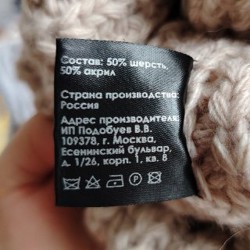 Состав: 50% шерсть,
50% акрил
Страна производства:
Россия
Адрес производителя:
ИП Подобуев В.В.
109378, г. Москва,
Есенинский бульвар,
д. 1/26, корп. 1, кв. 8